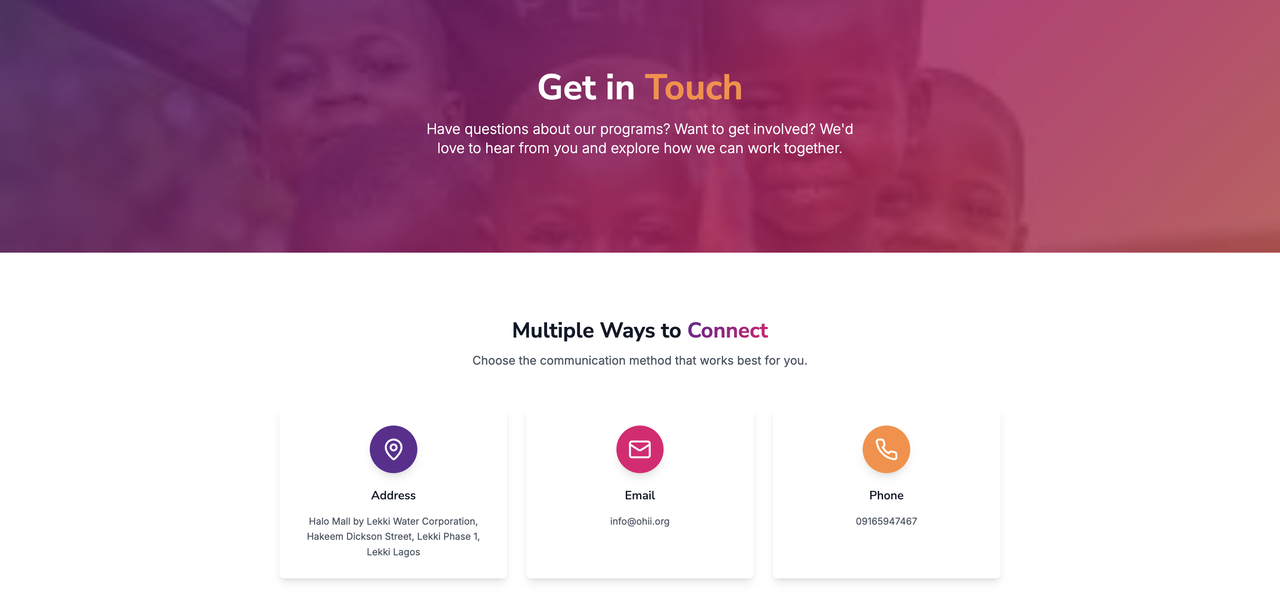 PER
Get in Touch
Have questions about our programs? Want to get involved? We'd
love to hear from you and explore how we can work together.
Multiple Ways to Connect
Choose the communication method that works best for you.
Address
Halo Mall by Lekki Water Corporation,
Hakeem Dickson Street, Lekki Phase 1,
Lekki Lagos
Email
info@ohii.org
Phone
09165947467